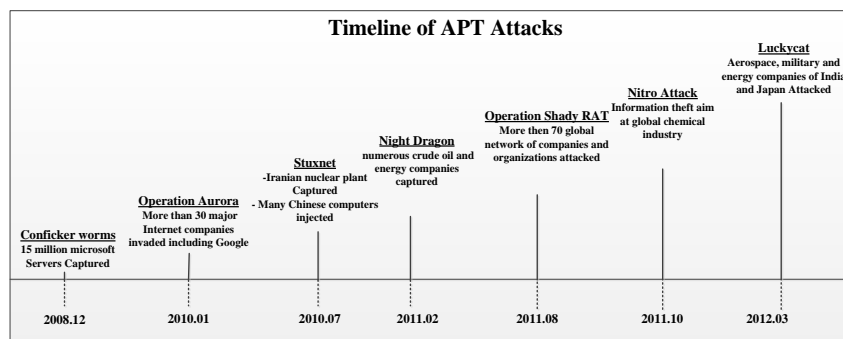 Timeline of APT Attacks
Conficker worms
15 million microsoft
Servers Captured
2008.12
Operation Aurora
More than 30 major
Internet companies
invaded including Google
2010.01
Stuxnet
-Iranian nuclear plant
Captured
- Many Chinese computers
injected
2010.07
Night Dragon
numerous crude oil and
energy companies
captured
2011.02
Operation Shady RAT
More then 70 global
network of companies and
organizations attacked
2011.08
Nitro Attack
Information theft aim
at global chemical
industry
2011.10
Luckycat
Aerospace, military and
energy companies of India
and Japan Attacked
2012.03